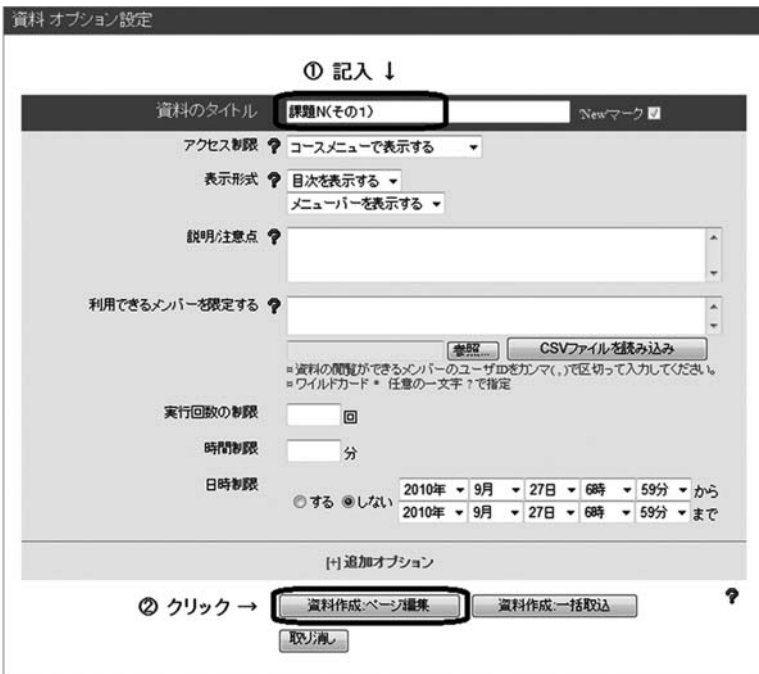 資料 オプション設定
① 記入 ↓
資料のタイトル 課題N(その1) Newマーク
アクセス制限 ? コースメニューで表示する
表示形式 ? 目次を表示する
メニューバーを表示する
説明/注意点 ?
利用できるメンバーを限定する ?
参照... CSVファイルを読み込み
¤資料の閲覧ができるメンバーのユーザIDをカンマ(,)で区切って入力してください。
¤ワイルドカード * 任意の一文字 ? で指定
実行回数の制限 回
時間制限 分
日時制限
する しない 2010年 9月 27日 6時 59分 から
2010年 9月 27日 6時 59分 まで
[+] 追加オプション
② クリック → 資料作成:ページ編集 資料作成:一括取込 ?
取り消し